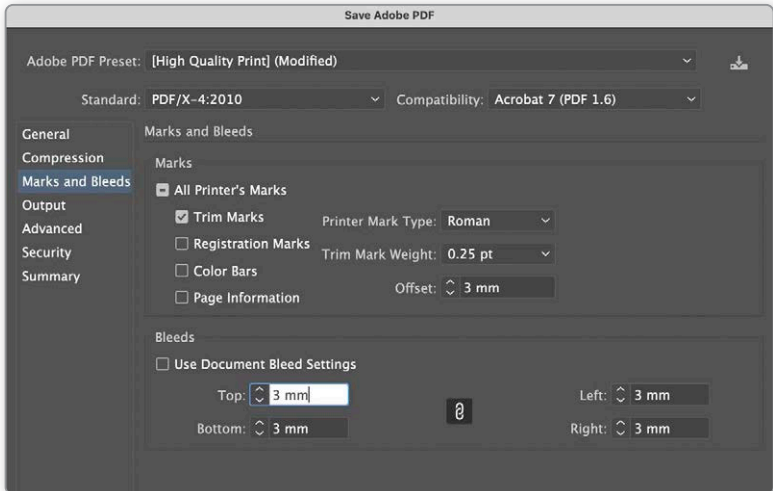 Save Adobe PDF
Adobe PDF Preset: [High Quality Print] (Modified)
Standard: PDF/X-4:2010 Compatibility: Acrobat 7 (PDF 1.6)
General
Compression
Marks and Bleeds
Output
Advanced
Security
Summary
Marks and Bleeds
Marks
All Printer's Marks
Trim Marks
Registration Marks
Color Bars
Page Information
Printer Mark Type: Roman
Trim Mark Weight: 0.25 pt
Offset: 3 mm
Bleeds
Use Document Bleed Settings
Top: 3 mm Left: 3 mm
Bottom: 3 mm Right: 3 mm